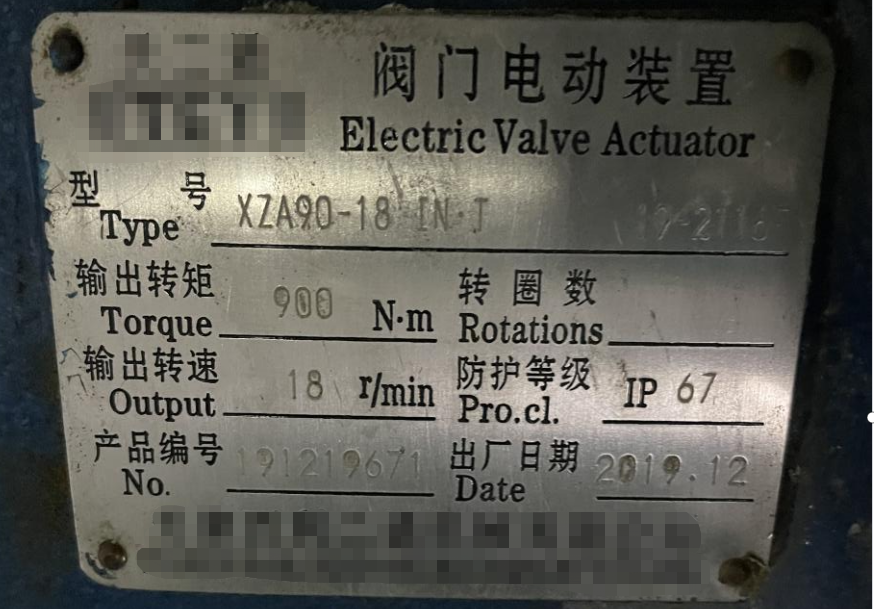 阀门电动装置
Electric Valve Actuator
型 号
Type XZA90-18 IN·T
输出转矩 900 N·m 转圈数
Torque Rotations
输出转速 18 r/min 防护等级 IP 67
Output Pro.cl.
产品编号 191219671 出厂日期 2019.12
No. Date